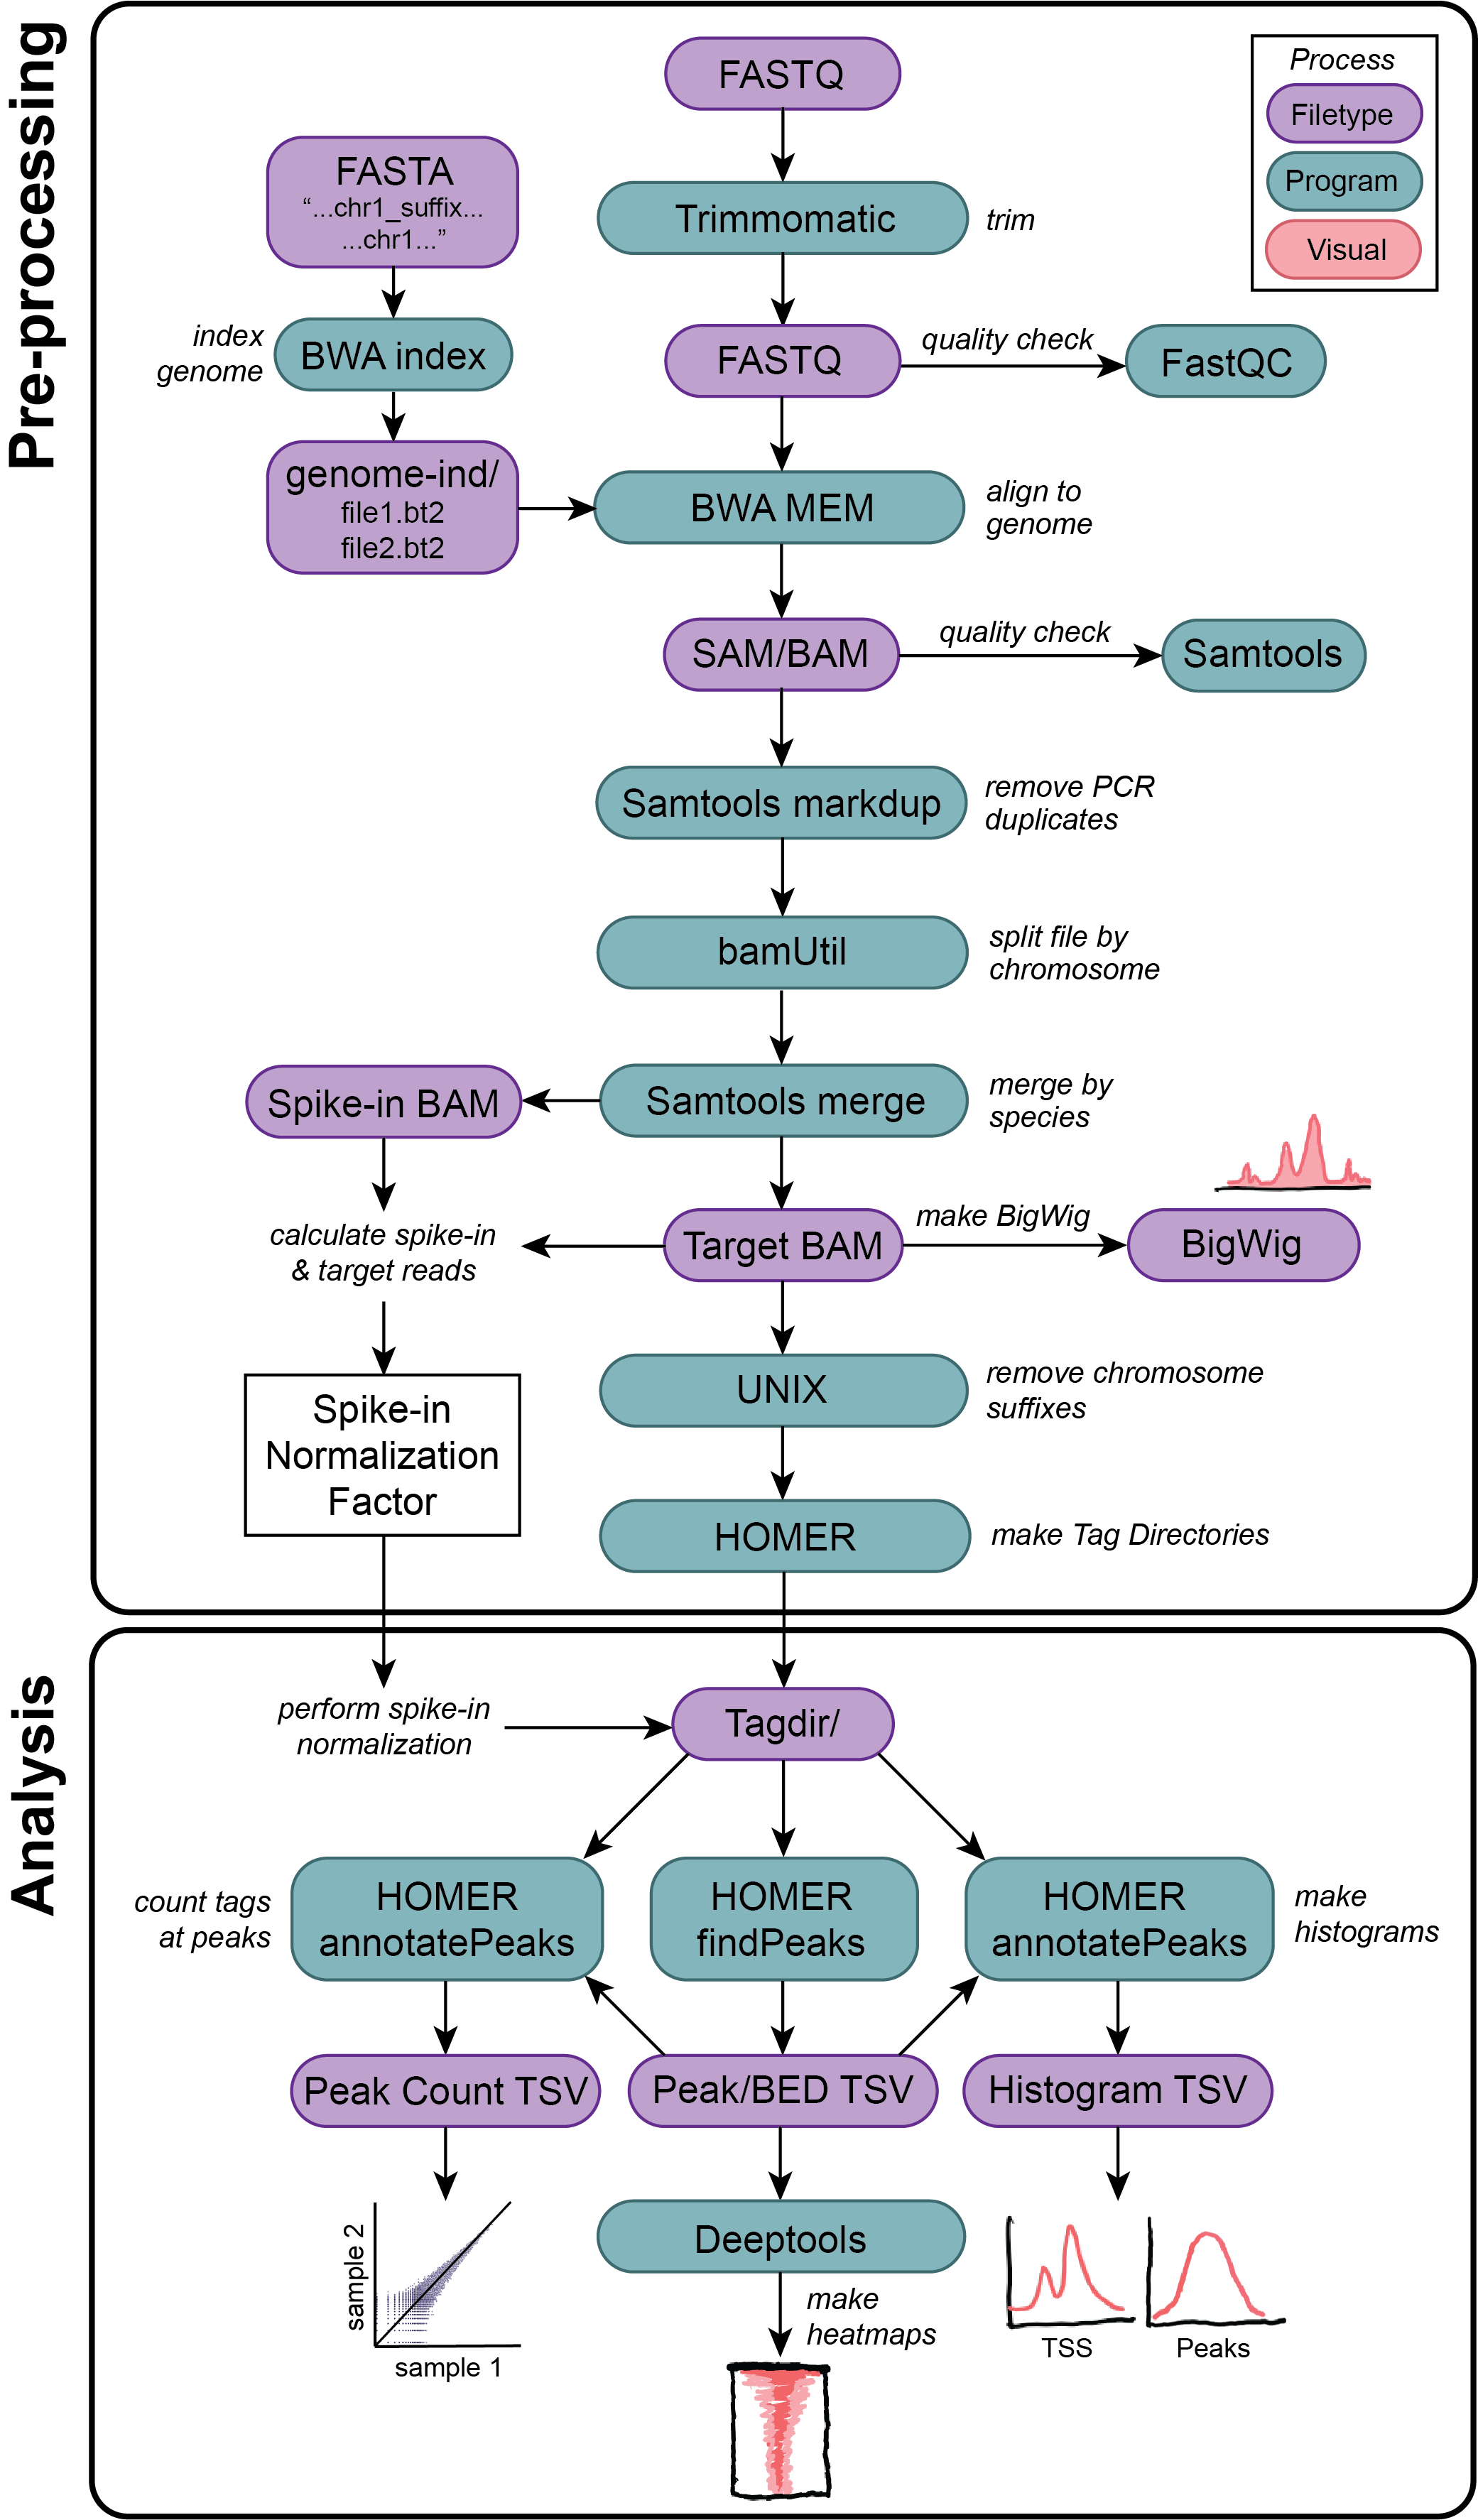 Pre-processing
FASTQ
Process
Filetype
Program
Visual
FASTA
“...chr1_suffix...
...chr1...”
Trimmomatic
trim
index
genome
BWA index
FASTQ
quality check
FastQC
genome-ind/
file1.bt2
file2.bt2
BWA MEM
align to
genome
SAM/BAM
quality check
Samtools
Samtools markdup
remove PCR
duplicates
bamUtil
split file by
chromosome
Spike-in BAM
Samtools merge
merge by
species
calculate spike-in
& target reads
Target BAM
make BigWig
BigWig
Spike-in
Normalization
Factor
UNIX
remove chromosome
suffixes
HOMER
make Tag Directories
Analysis
perform spike-in
normalization
Tagdir/
count tags
at peaks
HOMER
annotatePeaks
HOMER
findPeaks
HOMER
annotatePeaks
make
histograms
Peak Count TSV
Peak/BED TSV
Histogram TSV
sample 2
sample 1
Deeptools
make
heatmaps
TSS
Peaks